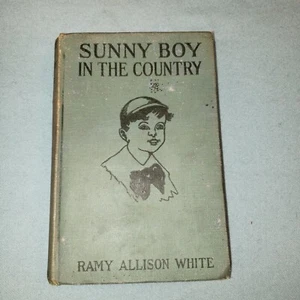 SUNNY BOY
IN THE COUNTRY
RAMY ALLISON WHITE